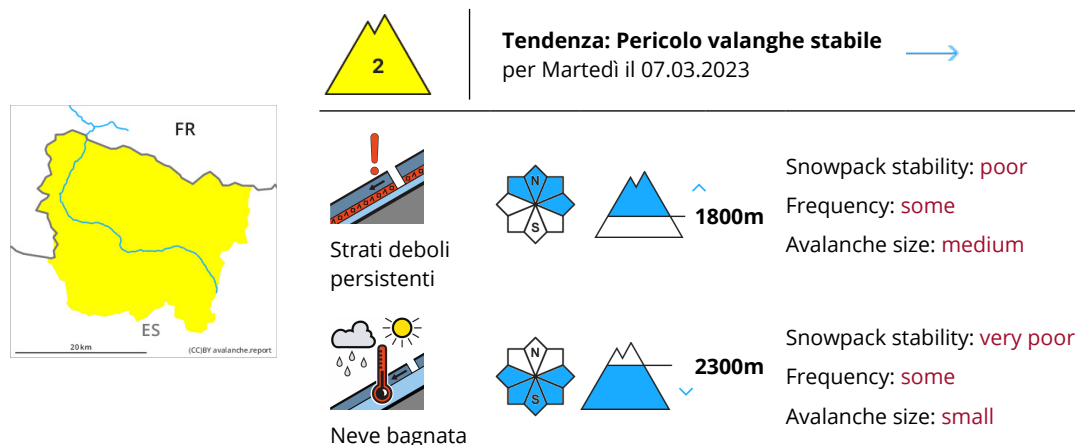 2
Tendenza: Pericolo valanghe stabile
per Martedì il 07.03.2023
FR
ES
20 km
(CC)BY avalanche.report
Strati deboli
persistenti
N
S
1800m
Snowpack stability: poor
Frequency: some
Avalanche size: medium
Neve bagnata
N
S
2300m
Snowpack stability: very poor
Frequency: some
Avalanche size: small